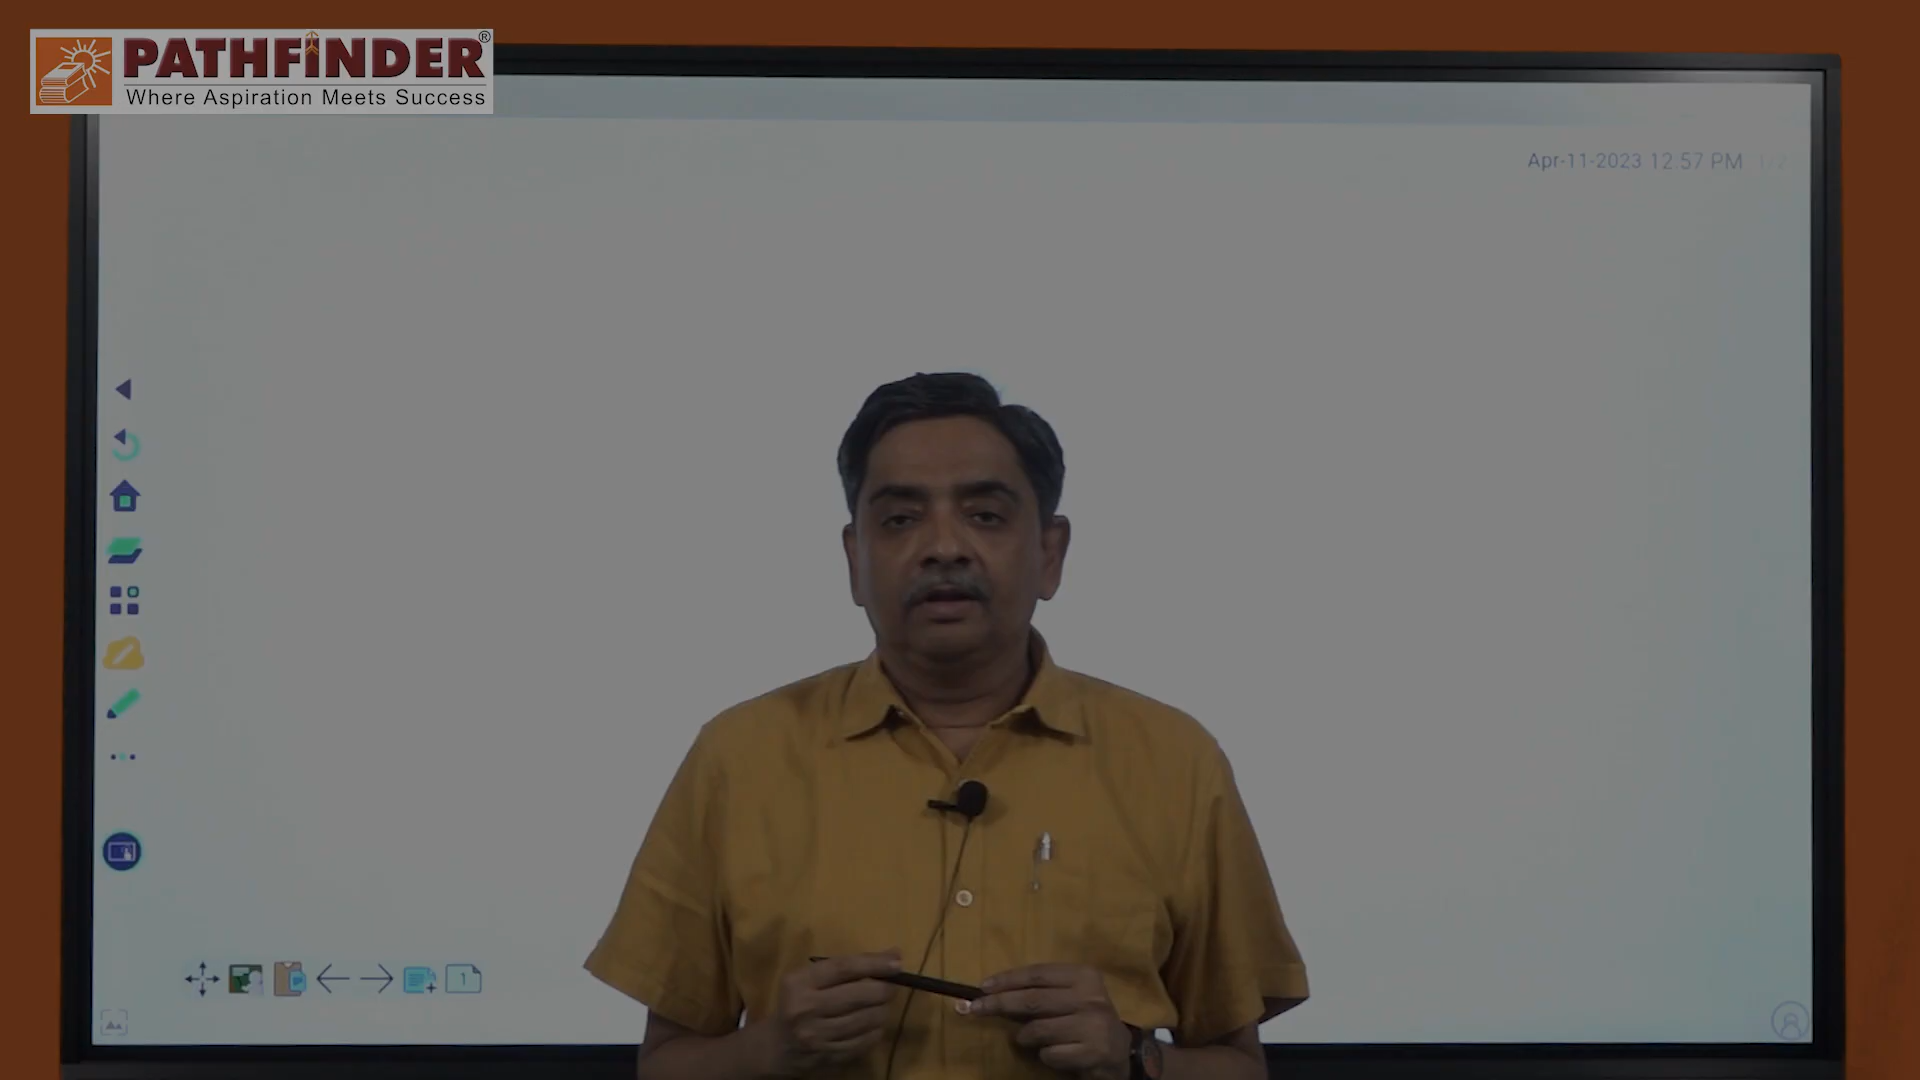 PATHFINDER®
Where Aspiration Meets Success
Apr-11-2023 12:57 PM
1